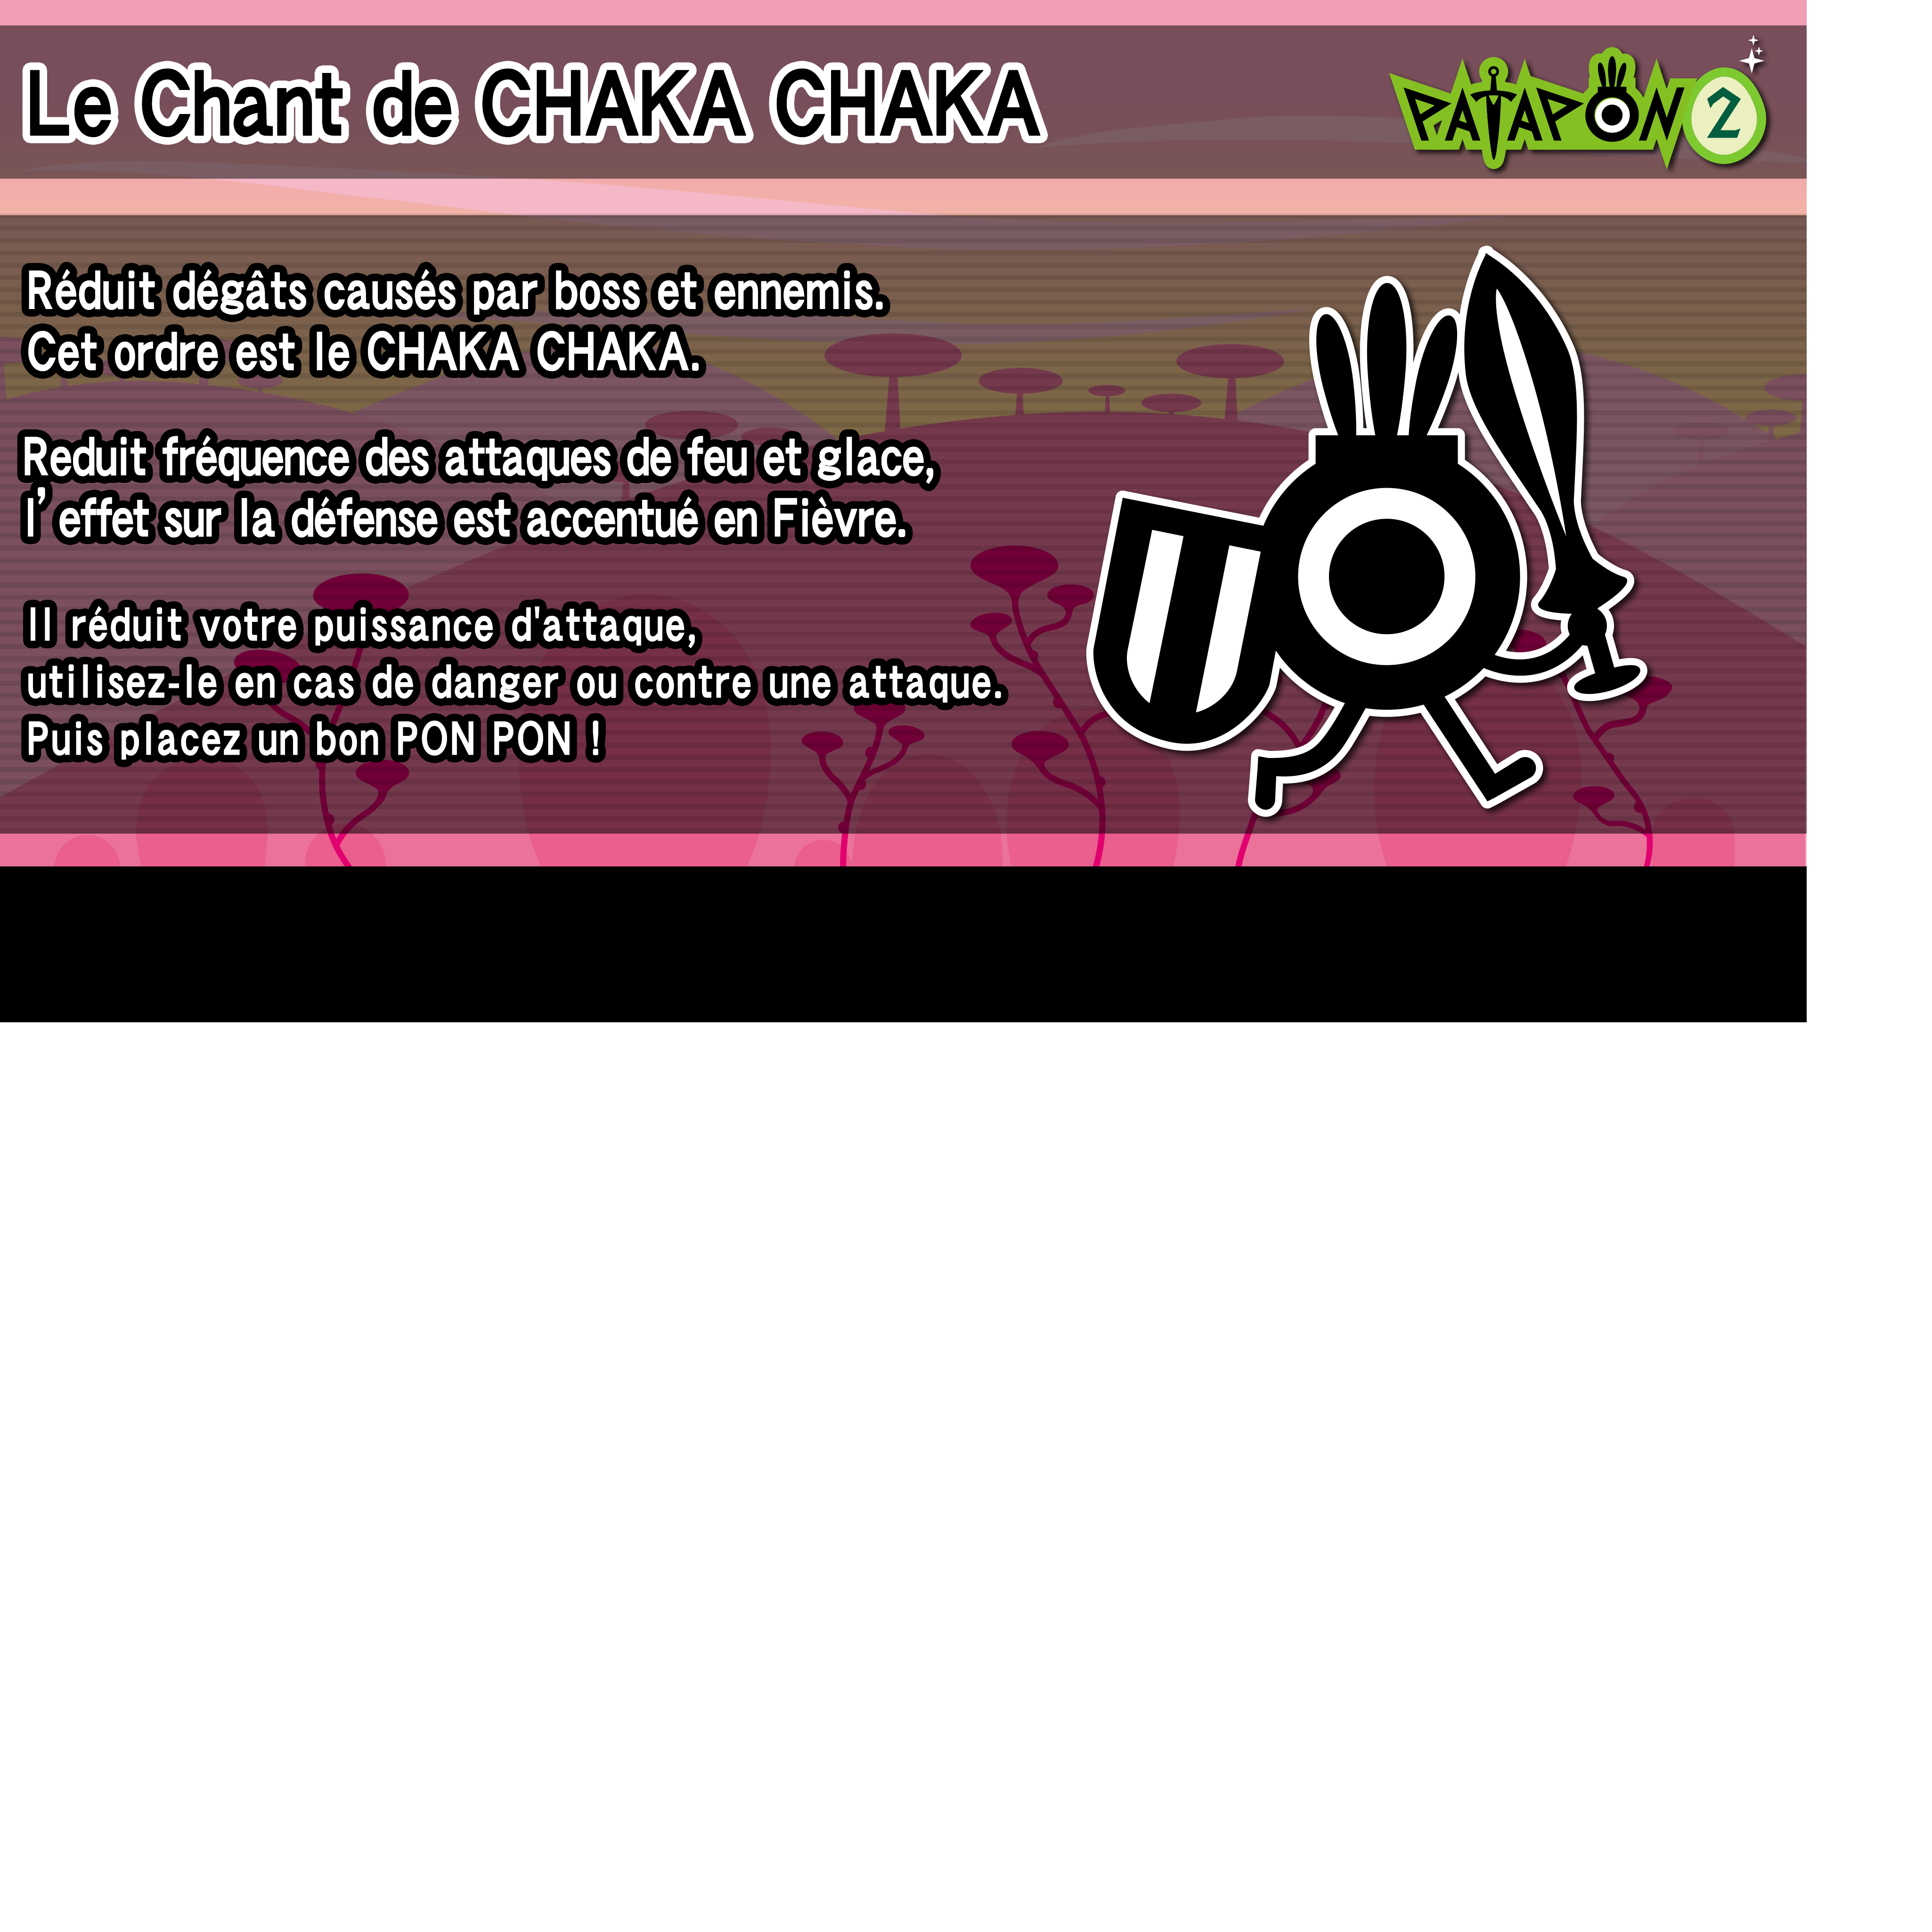 Le Chant de CHAKA CHAKA
PATAPON 2
Réduit dégâts causés par boss et ennemis.
Cet ordre est le CHAKA CHAKA.
Reduit fréquence des attaques de feu et glace,
l’effet sur la défense est accentué en Fièvre.
Il réduit votre puissance d'attaque,
utilisez-le en cas de danger ou contre une attaque.
Puis placez un bon PON PON !